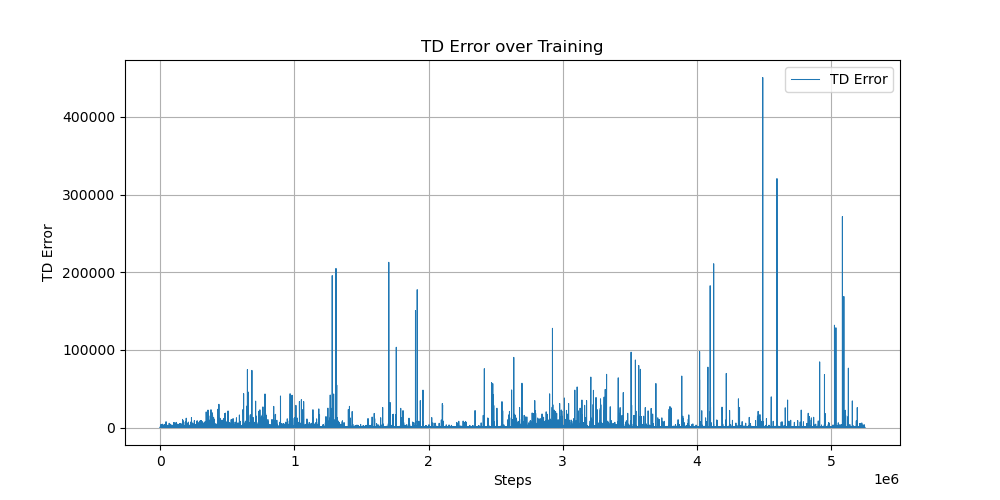 TD Error over Training
TD Error
400000
300000
200000
100000
0
TD Error
0 1 2 3 4 5
1e6
Steps